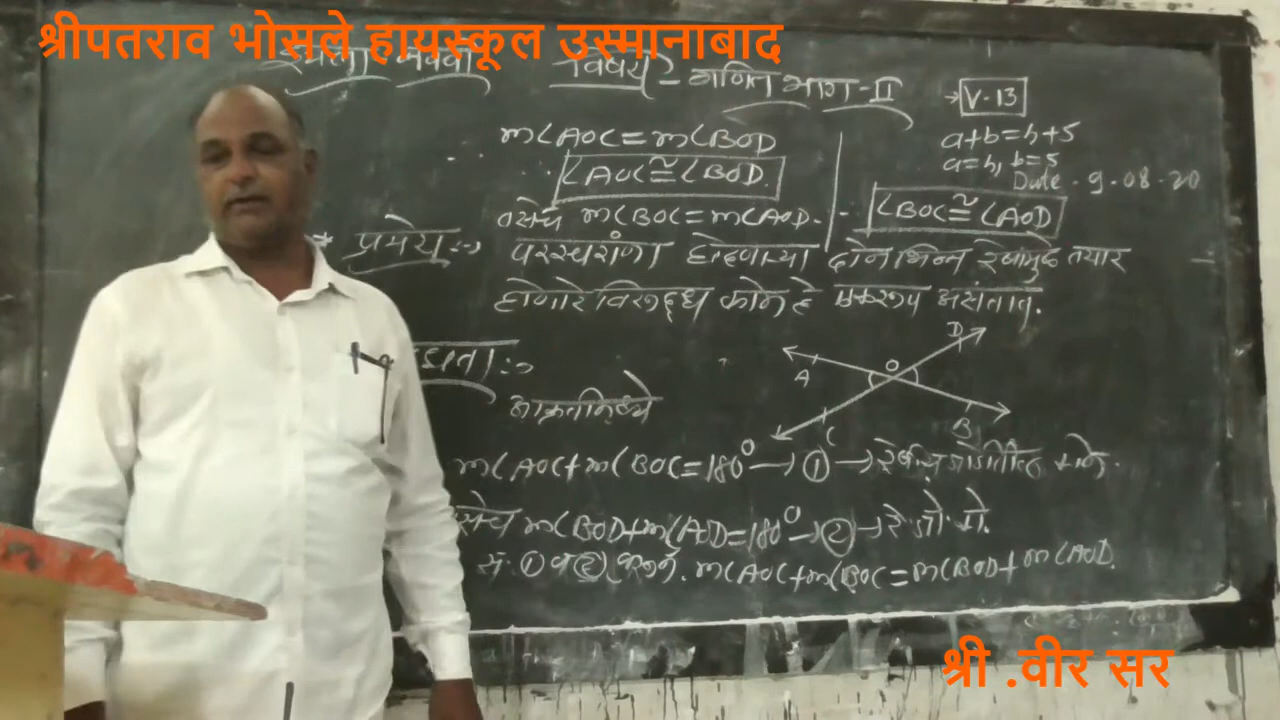 श्रीपतराव भोसले हायस्कूल उस्मानाबाद
विषय :- गणित भाग-II
→ V-13
m∠AOC = m∠BOD
∴ ∠AOC ≅ ∠BOD.
a+b = h+5
a=h, b=5
Date. 9.08.20
तसेच m∠BOC = m∠AOD.
∴ ∠BOC ≅ ∠AOD
* प्रमेय :→ परस्परांना छेदणाऱ्या दोन भिन्न रेषांमुळे तयार
होणारे विरुद्ध कोन हे एकरूप असतात.
आकृतीमध्ये
A
O
D
C
B
m∠AOC + m∠BOC = 180° → ① → रेषीय जोडीतील कोन.
तसेच m∠BOD + m∠AOD = 180° → ② → रे. जो. को.
स. ① व ② वरून. m∠AOC + m∠BOC = m∠BOD + m∠AOD.
श्री .वीर सर